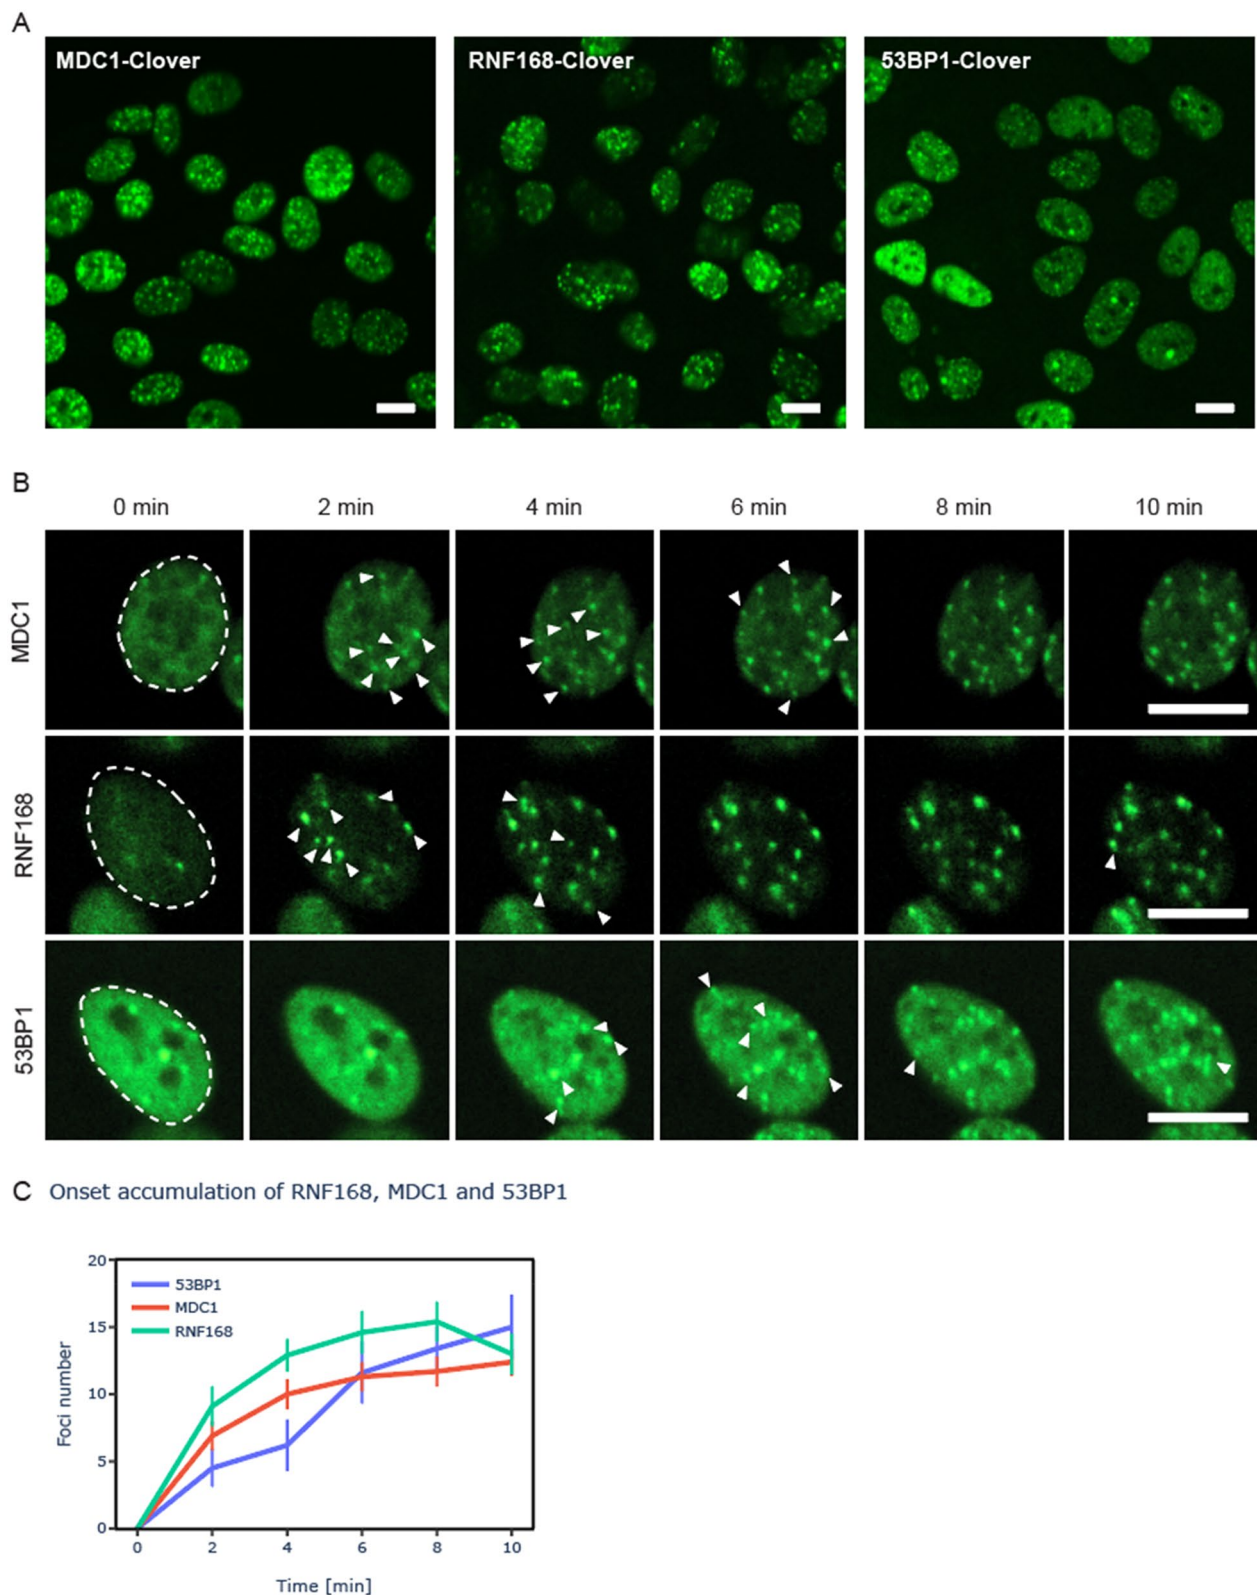 A
MDC1-Clover
RNF168-Clover
53BP1-Clover
B
0 min
2 min
4 min
6 min
8 min
10 min
MDC1
RNF168
53BP1
C Onset accumulation of RNF168, MDC1 and 53BP1
20
15
10
5
0
Foci number
53BP1
MDC1
RNF168
0 2 4 6 8 10
Time [min]